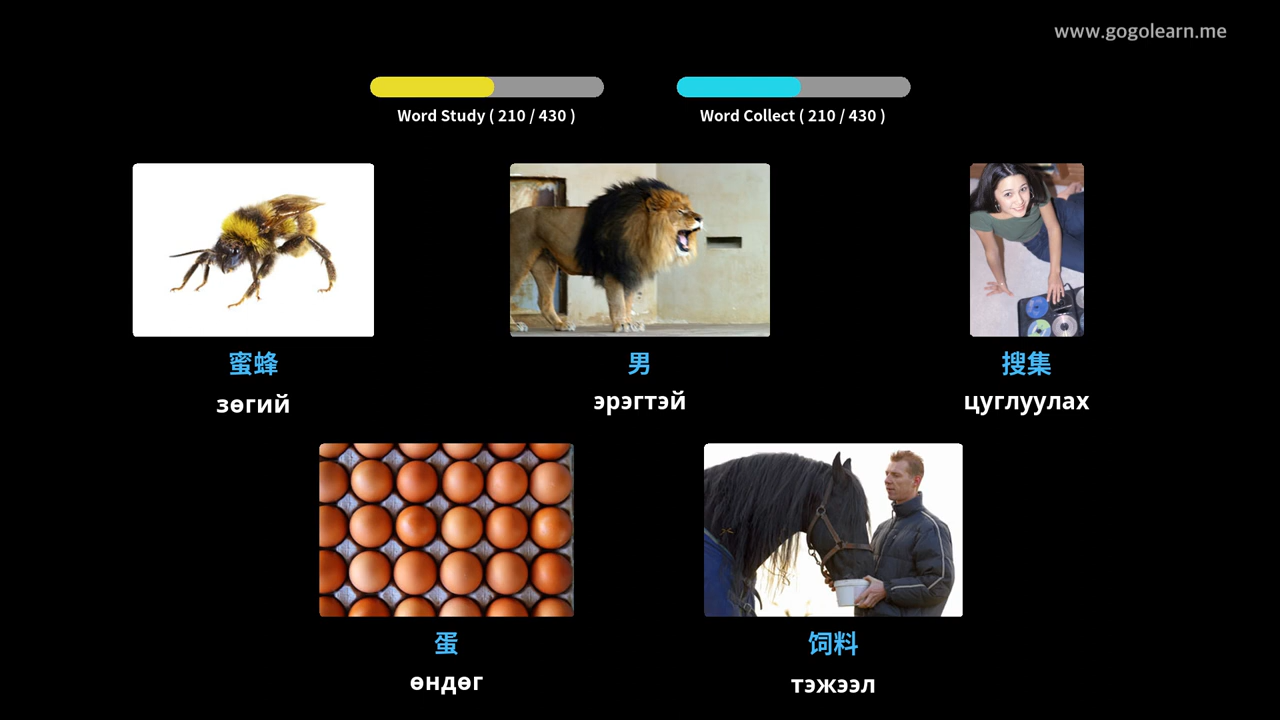 www.gogolearn.me
Word Study ( 210 / 430 )
Word Collect ( 210 / 430 )
蜜蜂
зөгий
男
эрэгтэй
搜集
цуглуулах
蛋
өндөг
饲料
тэжээл